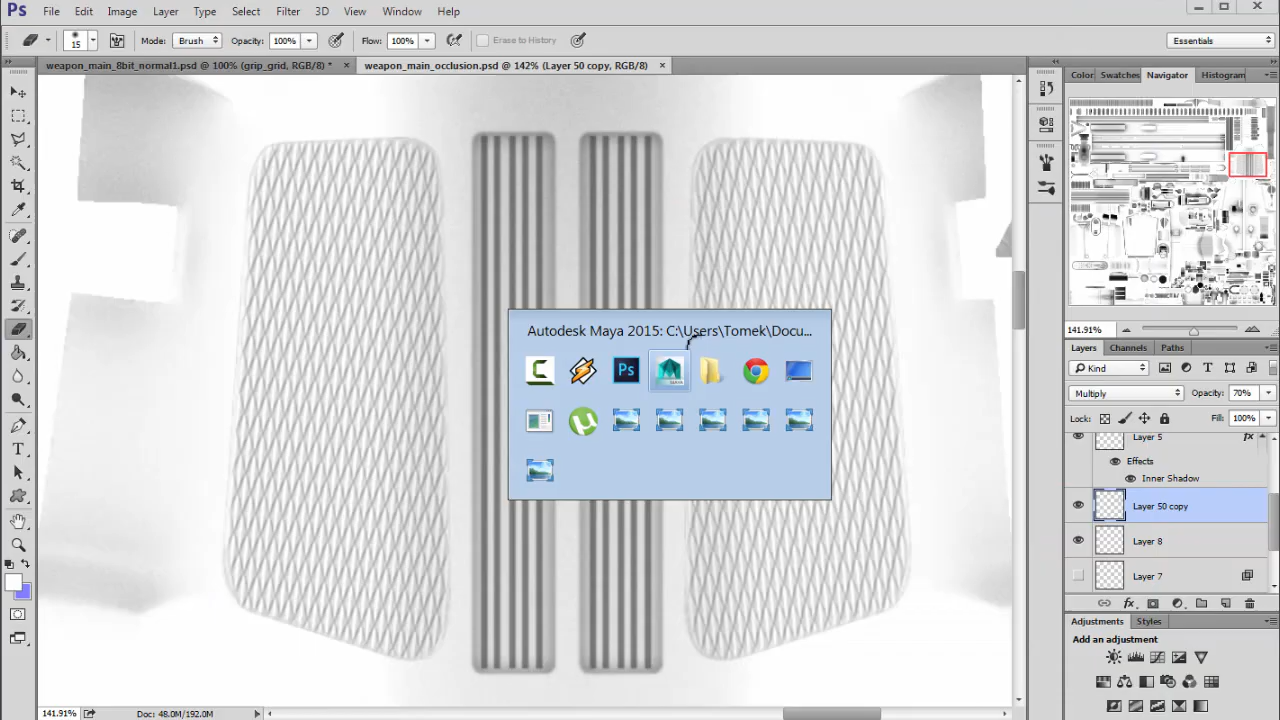 Ps File Edit Image Layer Type Select Filter 3D View Window Help
15 Mode: Brush Opacity: 100% Flow: 100% Erase to History Essentials
weapon_main_8bit_normal1.psd @ 100% (grip_grid, RGB/8) * weapon_main_occlusion.psd @ 142% (Layer 50 copy, RGB/8)
Color Swatches Navigator Histogram
141.91%
Layers Channels Paths
Kind
Multiply Opacity: 70%
Lock: Fill: 100%
Layer 5 fx
Effects
Inner Shadow
Layer 50 copy
Layer 8
Layer 7
Autodesk Maya 2015: C:\Users\Tomek\Docu...
Ps
Adjustments Styles
Add an adjustment
141.91% Doc: 48.0M/192.0M